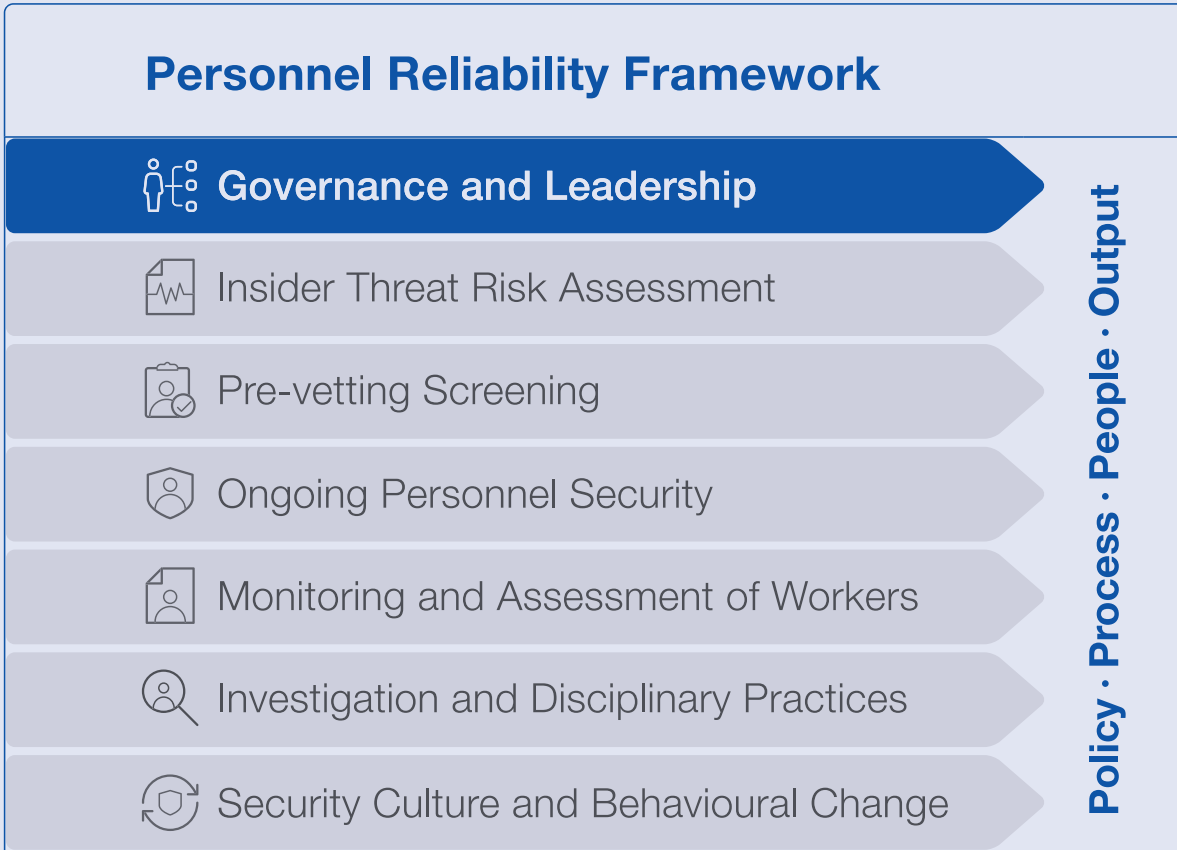 Personnel Reliability Framework
Governance and Leadership
Insider Threat Risk Assessment
Pre-vetting Screening
Ongoing Personnel Security
Monitoring and Assessment of Workers
Investigation and Disciplinary Practices
Security Culture and Behavioural Change
Policy · Process · People · Output